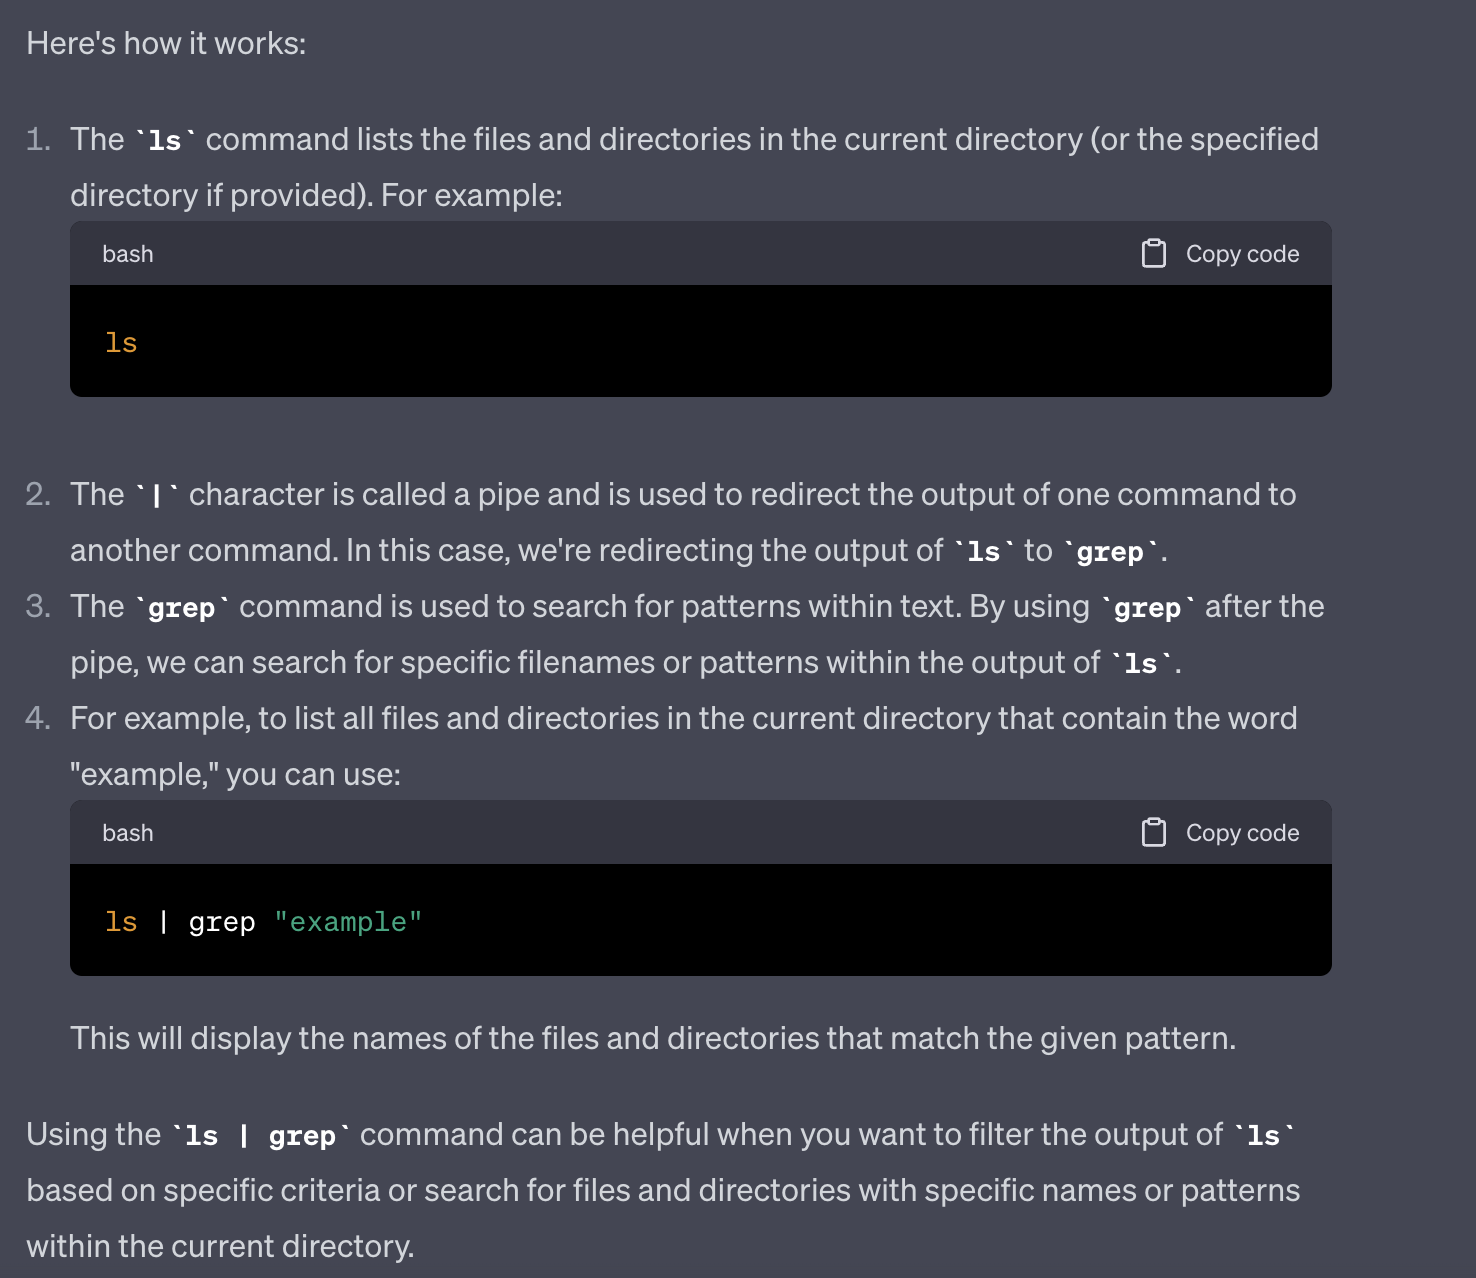 Here's how it works:
1. The `ls` command lists the files and directories in the current directory (or the specified
directory if provided). For example:
bash Copy code
ls
2. The `|` character is called a pipe and is used to redirect the output of one command to
another command. In this case, we're redirecting the output of `ls` to `grep`.
3. The `grep` command is used to search for patterns within text. By using `grep` after the
pipe, we can search for specific filenames or patterns within the output of `ls`.
4. For example, to list all files and directories in the current directory that contain the word
"example," you can use:
bash Copy code
ls | grep "example"
This will display the names of the files and directories that match the given pattern.
Using the `ls | grep` command can be helpful when you want to filter the output of `ls`
based on specific criteria or search for files and directories with specific names or patterns
within the current directory.